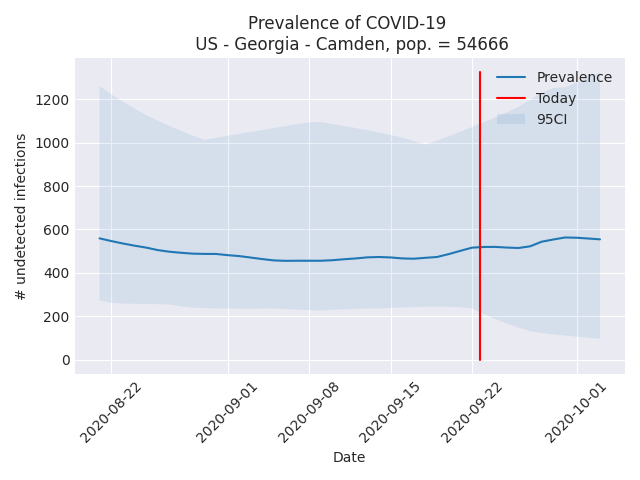 Prevalence of COVID-19
US - Georgia - Camden, pop. = 54666
Prevalence
Today
95CI
1200
1000
800
600
400
200
0
# undetected infections
2020-08-22
2020-09-01
2020-09-08
2020-09-15
2020-09-22
2020-10-01
Date